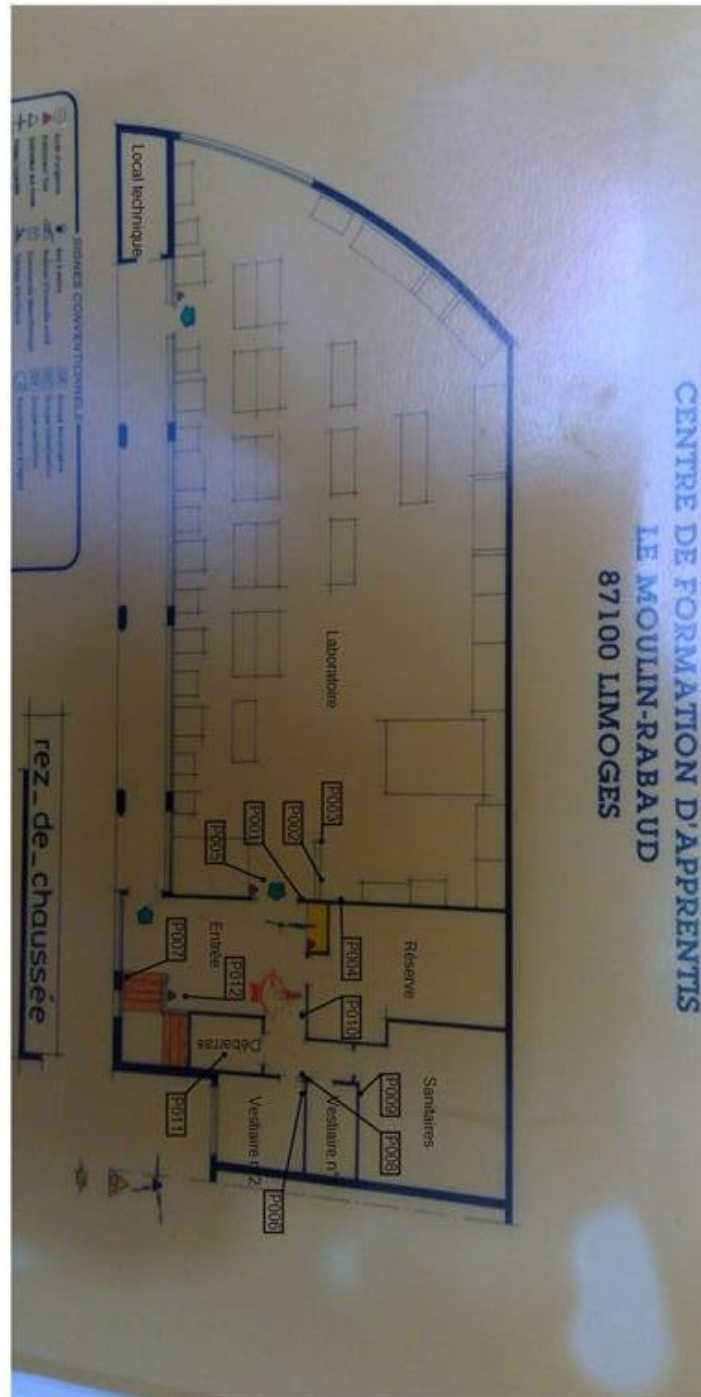 CENTRE DE FORMATION D'APPRENTIS
LE MOULIN-RABAUD
87100 LIMOGES
Local technique
Laboratoire
P003
P002
P001
P005
P004
Réserve
Entrée
P007
P012
P010
Débarras
P011
Sanitaires
P009
P008
Vestiaire n°
Vestiaire n°2
P006
SIGNES CONVENTIONNELS
rez_de_chaussée